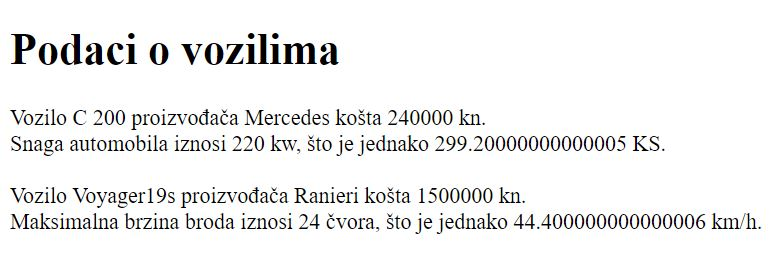 Podaci o vozilima
Vozilo C 200 proizvođača Mercedes košta 240000 kn.
Snaga automobila iznosi 220 kw, što je jednako 299.20000000000005 KS.
Vozilo Voyager19s proizvođača Ranieri košta 1500000 kn.
Maksimalna brzina broda iznosi 24 čvora, što je jednako 44.400000000000006 km/h.